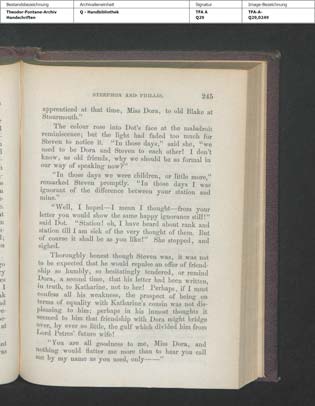 Bestandsbezeichnung Archivalieneinheit Signatur Image-Bezeichnung
Theodor-Fontane-Archiv Q - Handbibliothek TFA A TFA-A-
Handschriften Q29 Q29,0249
STREPHON AND PHILLIS. 245
apprenticed at that time, Miss Dora, to old Blake at
Stourmouth."
The colour rose into Dot's face at the maladroit
reminiscence; but the light had faded too much for
Steven to notice it. "In those days," said she, "we
used to be Dora and Steven to each other! I don't
know, as old friends, why we should be so formal in
our way of speaking now?"
"In those days we were children, or little more,"
remarked Steven promptly. "In those days I was
ignorant of the difference between your station and
mine."
"Well, I hoped—I mean I thought—from your
letter you would show the same happy ignorance still!"
said Dot. "Station! oh, I have heard about rank and
station till I am sick of the very thought of them. But
of course it shall be as you like!" She stopped, and
sighed.
Thoroughly honest though Steven was, it was not
to be expected that he would repulse an offer of friend-
ship so humbly, so hesitatingly tendered, or remind
Dora, a second time, that his letter had been written,
in truth, to Katharine, not to her! Perhaps, if I must
confess all his weakness, the prospect of being on
terms of equality with Katharine's cousin was not dis-
pleasing to him; perhaps in his inmost thoughts it
seemed to him that friendship with Dora might bridge
over, by ever so little, the gulf which divided him from
Lord Petres' future wife!
"You are all goodness to me, Miss Dora, and
nothing would flatter me more than to hear you call
me by my name as you used, only——"